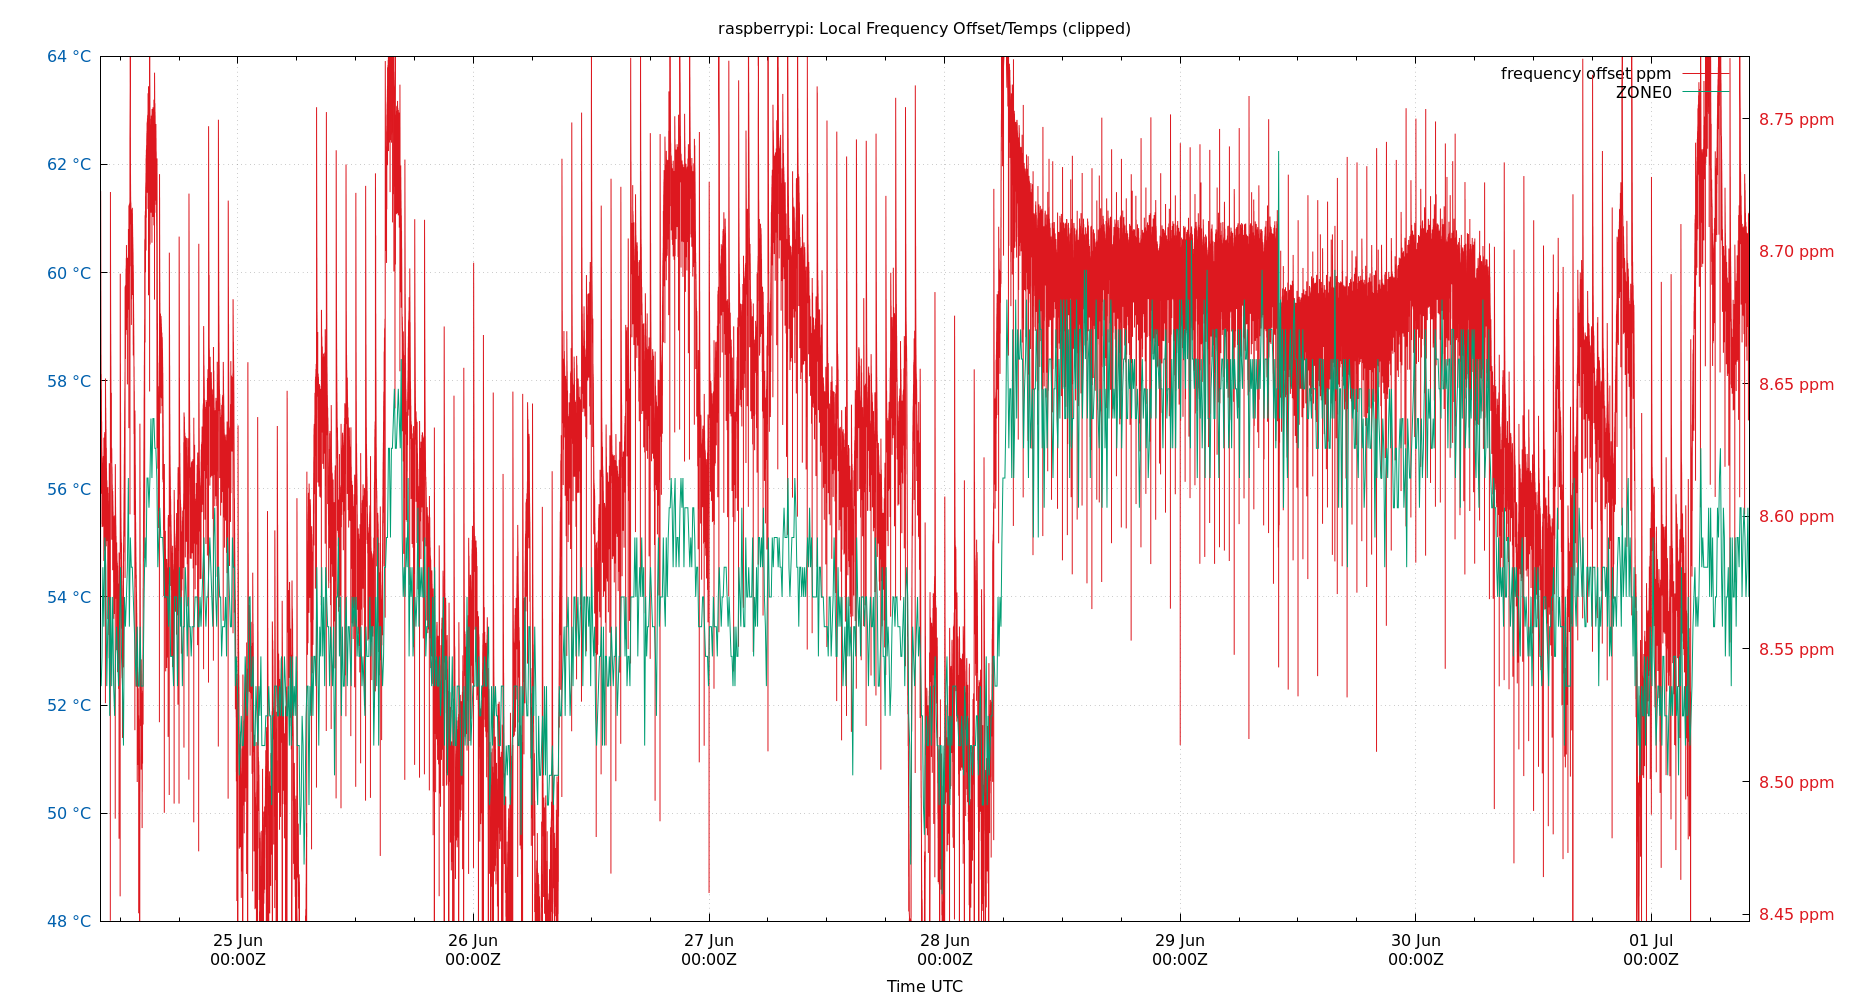 raspberrypi: Local Frequency Offset/Temps (clipped)
64 °C
62 °C
60 °C
58 °C
56 °C
54 °C
52 °C
50 °C
48 °C
frequency offset ppm
ZONE0
8.75 ppm
8.70 ppm
8.65 ppm
8.60 ppm
8.55 ppm
8.50 ppm
8.45 ppm
25 Jun
00:00Z
26 Jun
00:00Z
27 Jun
00:00Z
28 Jun
00:00Z
29 Jun
00:00Z
30 Jun
00:00Z
01 Jul
00:00Z
Time UTC